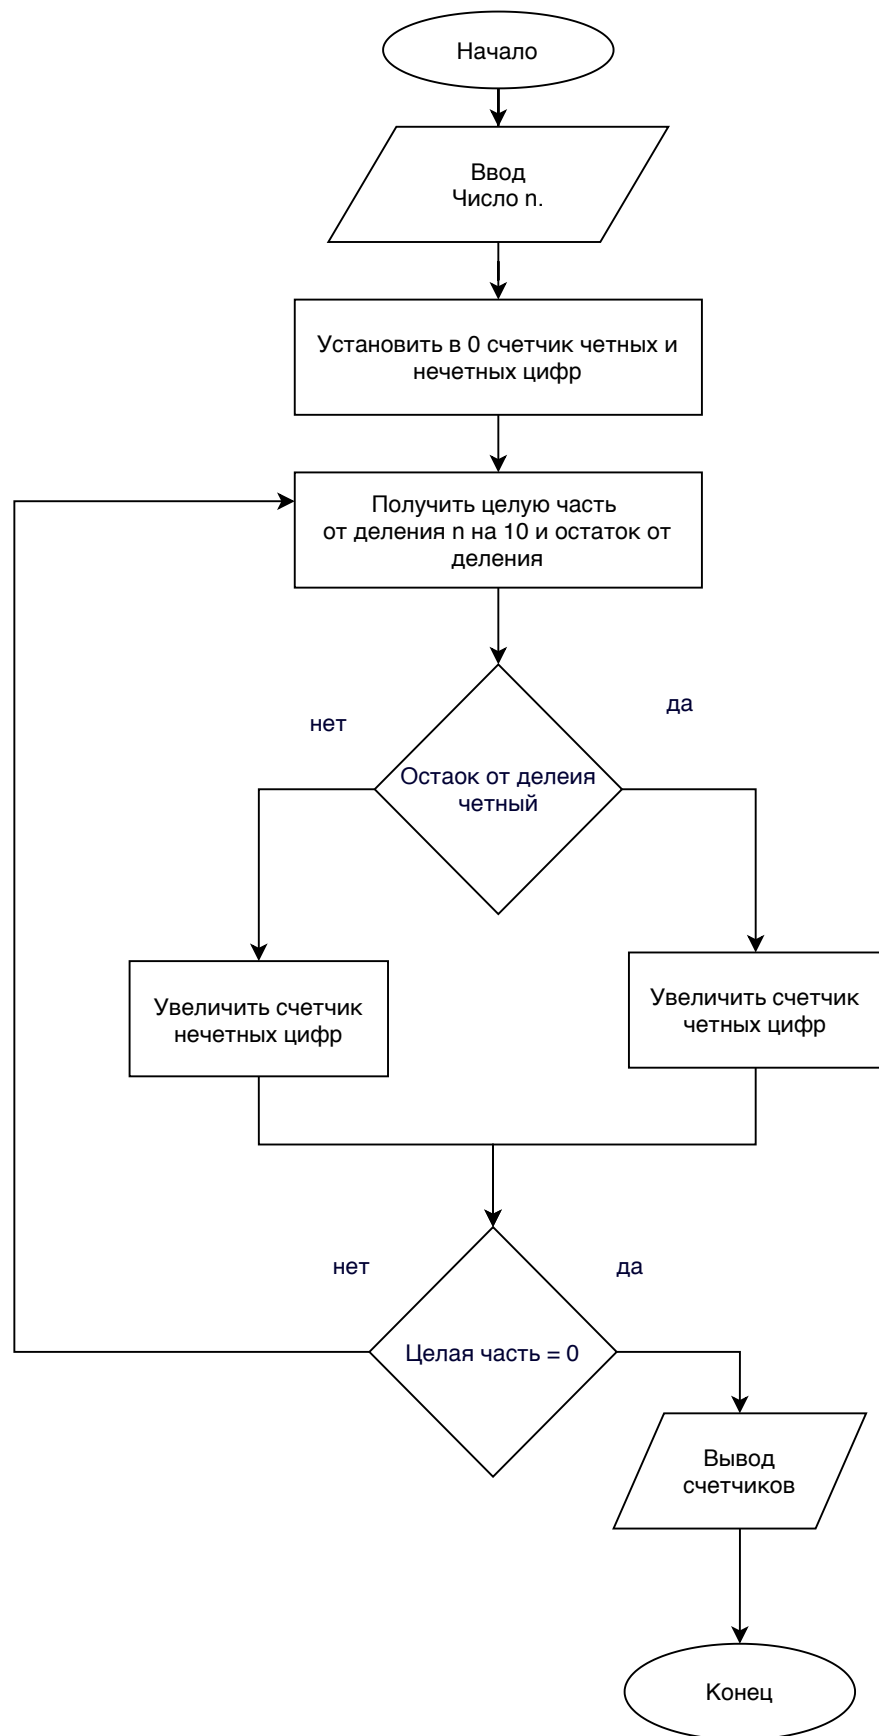 Начало
Ввод
Число n.
Установить в 0 счетчик четных и
нечетных цифр
Получить целую часть
от деления n на 10 и остаток от
деления
нет
да
Остаок от делеия
четный
Увеличить счетчик
нечетных цифр
Увеличить счетчик
четных цифр
нет
да
Целая часть = 0
Вывод
счетчиков
Конец